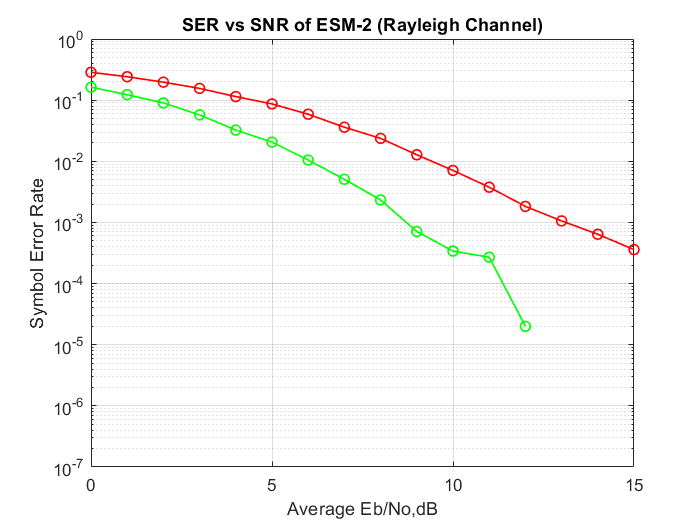 SER vs SNR of ESM-2 (Rayleigh Channel)
Symbol Error Rate
10^0
10^-1
10^-2
10^-3
10^-4
10^-5
10^-6
10^-7
0 5 10 15
Average Eb/No,dB